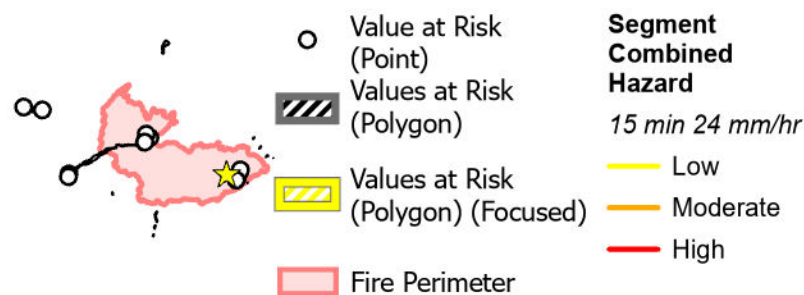 Value at Risk
(Point)
Values at Risk
(Polygon)
Values at Risk
(Polygon) (Focused)
Fire Perimeter
Segment
Combined
Hazard
15 min 24 mm/hr
Low
Moderate
High